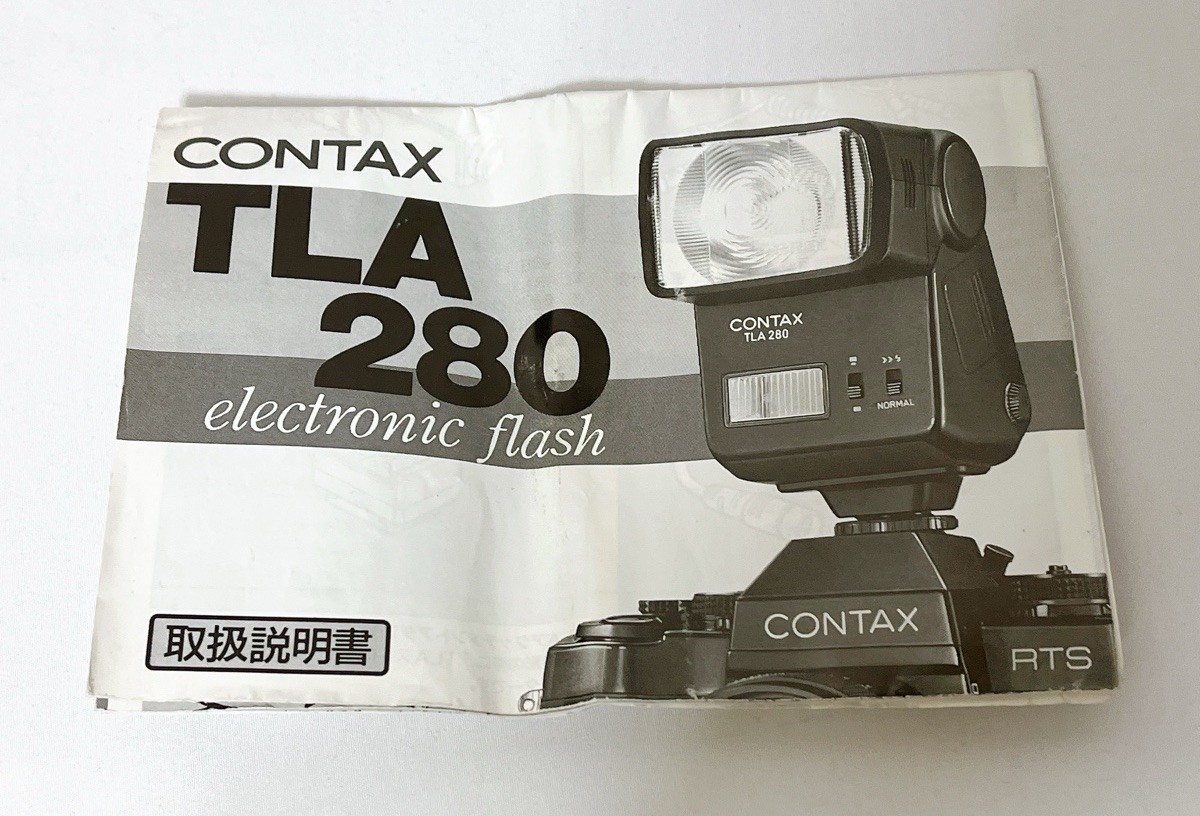 CONTAX
TLA
280
electronic flash
CONTAX
TLA 280
NORMAL
CONTAX
RTS
取扱説明書